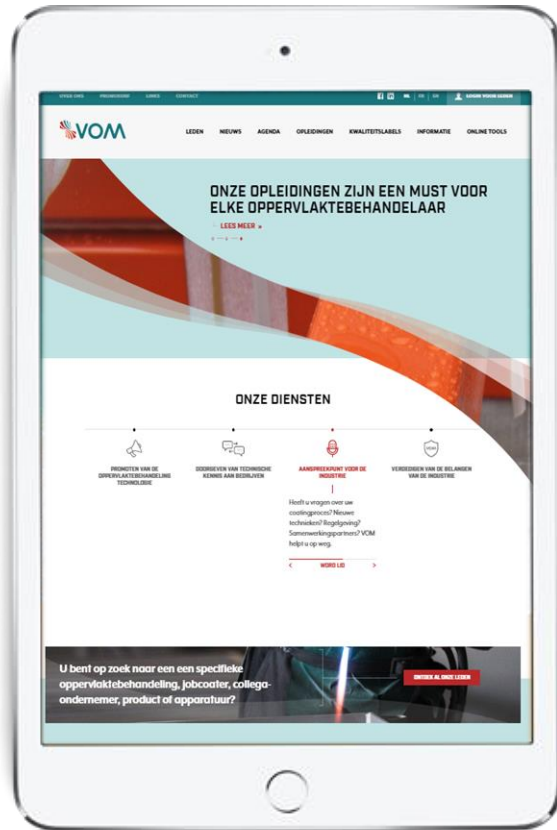 VOLG ONS PROMOVOM LINKS CONTACT NL FR EN LOGIN VOOR LEDEN
VOM
LEDEN NIEUWS AGENDA OPLEIDINGEN KWALITEITSLABELS INFORMATIE ONLINE TOOLS
ONZE OPLEIDINGEN ZIJN EEN MUST VOOR
ELKE OPPERVLAKTEBEHANDELAAR
LEES MEER
ONZE DIENSTEN
PROMOTEN VAN DE
OPPERVLAKTEBEHANDELING
TECHNOLOGIE
DOORGEVEN VAN TECHNISCHE
KENNIS AAN BEDRIJVEN
AANSPREEKPUNT VOOR DE
INDUSTRIE
VERDEDIGEN VAN DE BELANGEN
VAN DE INDUSTRIE
Heeft u vragen over uw
coatingproces? Nieuwe
technieken? Regelgeving?
Samenwerkingspartners? VOM
helpt u op weg.
< WORD LID >
U bent op zoek naar een een specifieke
oppervlaktebehandeling, jobcoater, collega-
ondernemer, product of apparatuur?
ONTDEK AL ONZE LEDEN